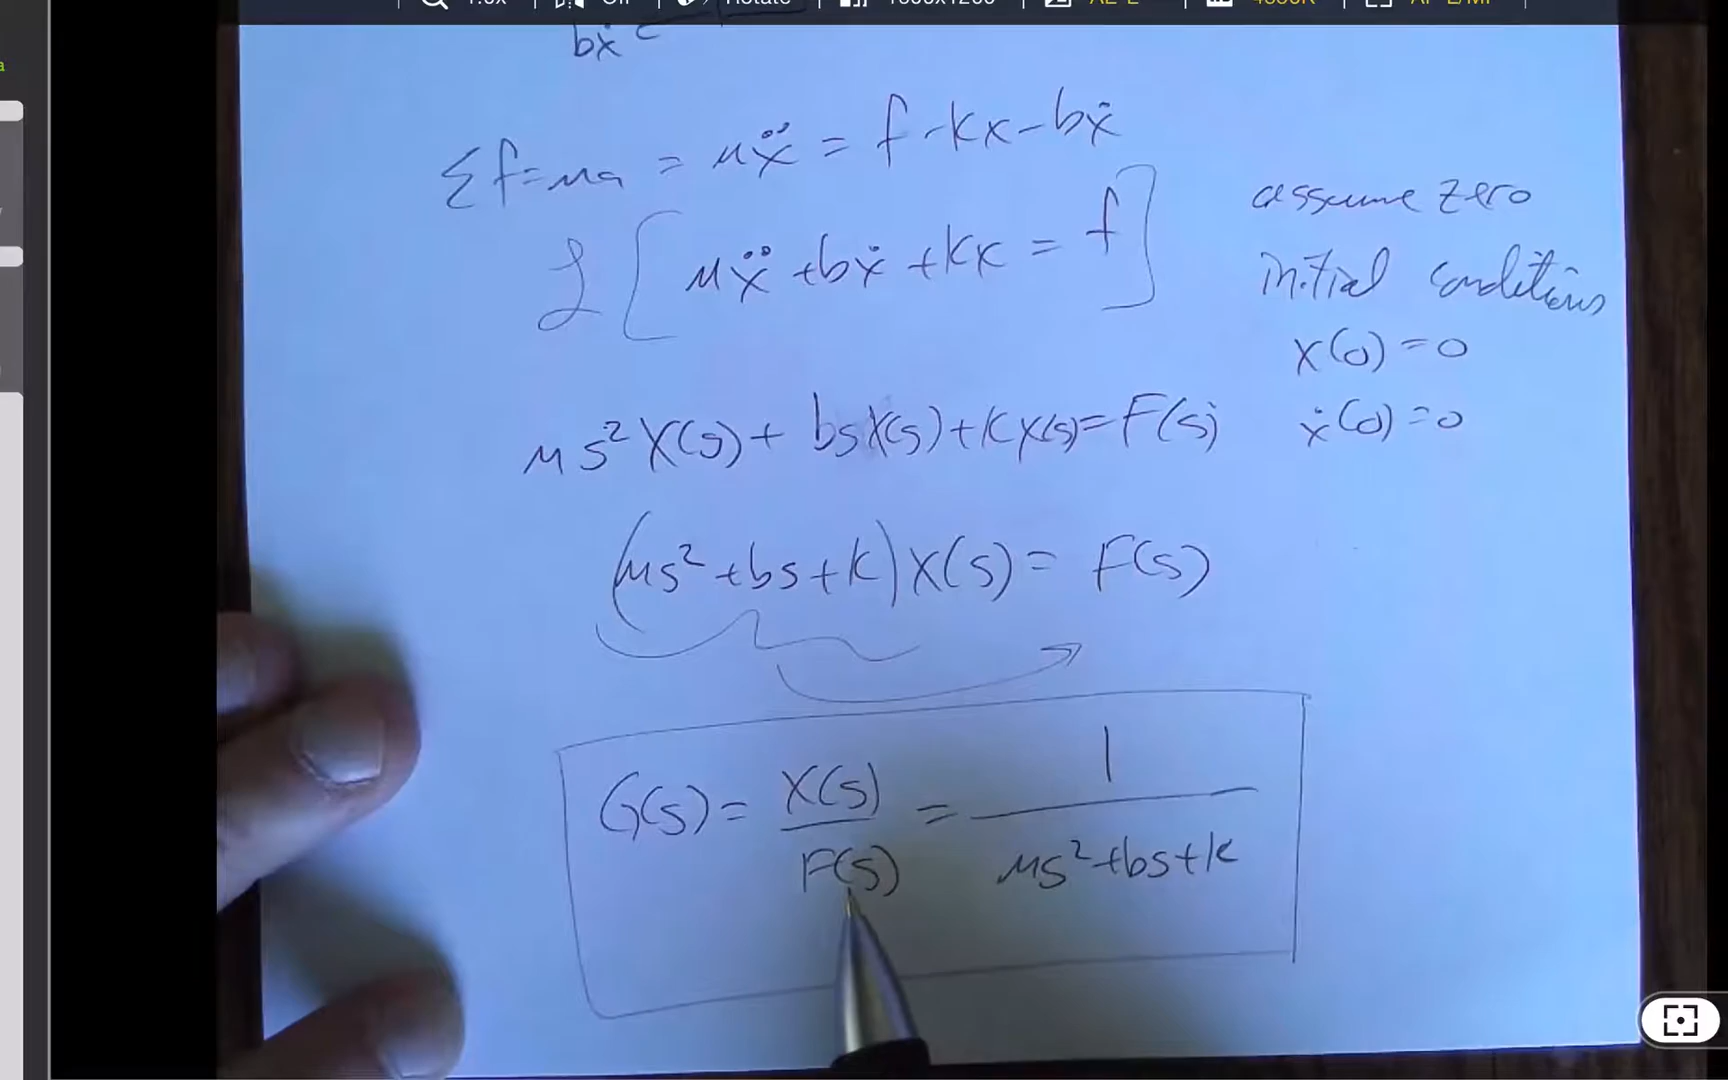 bẋ
Σf=ma = mẍ = f-kx-bẋ
ℒ[mẍ+bẋ+kx = f]
assume zero
initial conditions
x(0)=0
ẋ(0)=0
ms²X(s)+ bsX(s)+kX(s)=F(s)
(ms²+bs+k)X(s)= F(s)
G(s)= X(s)/F(s) = 1/(ms²+bs+k)